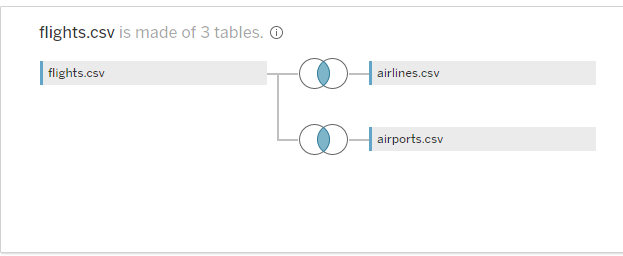 flights.csv is made of 3 tables.
flights.csv
airlines.csv
airports.csv